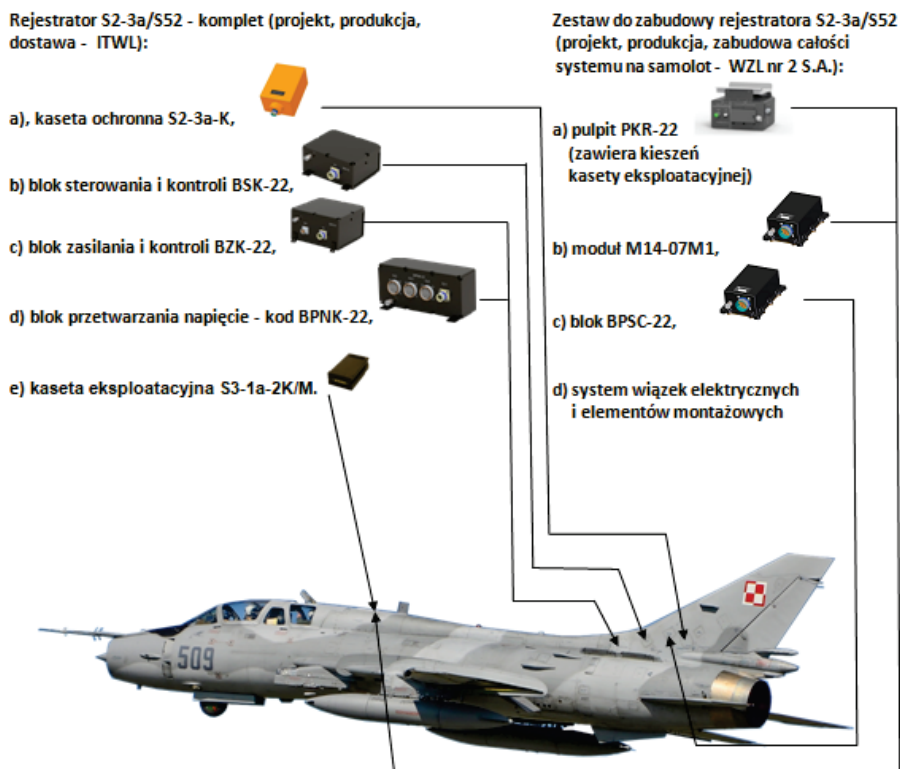 Rejestrator S2-3a/S52 - komplet (projekt, produkcja,
dostawa - ITWL):
a), kaseta ochronna S2-3a-K,
b) blok sterowania i kontroli BSK-22,
c) blok zasilania i kontroli BZK-22,
d) blok przetwarzania napięcie - kod BPNK-22,
e) kaseta eksploatacyjna S3-1a-2K/M.
Zestaw do zabudowy rejestratora S2-3a/S52
(projekt, produkcja, zabudowa całości
systemu na samolot - WZL nr 2 S.A.):
a) pulpit PKR-22
(zawiera kieszeń
kasety eksploatacyjnej)
b) moduł M14-07M1,
c) blok BPSC-22,
d) system wiązek elektrycznych
i elementów montażowych
509